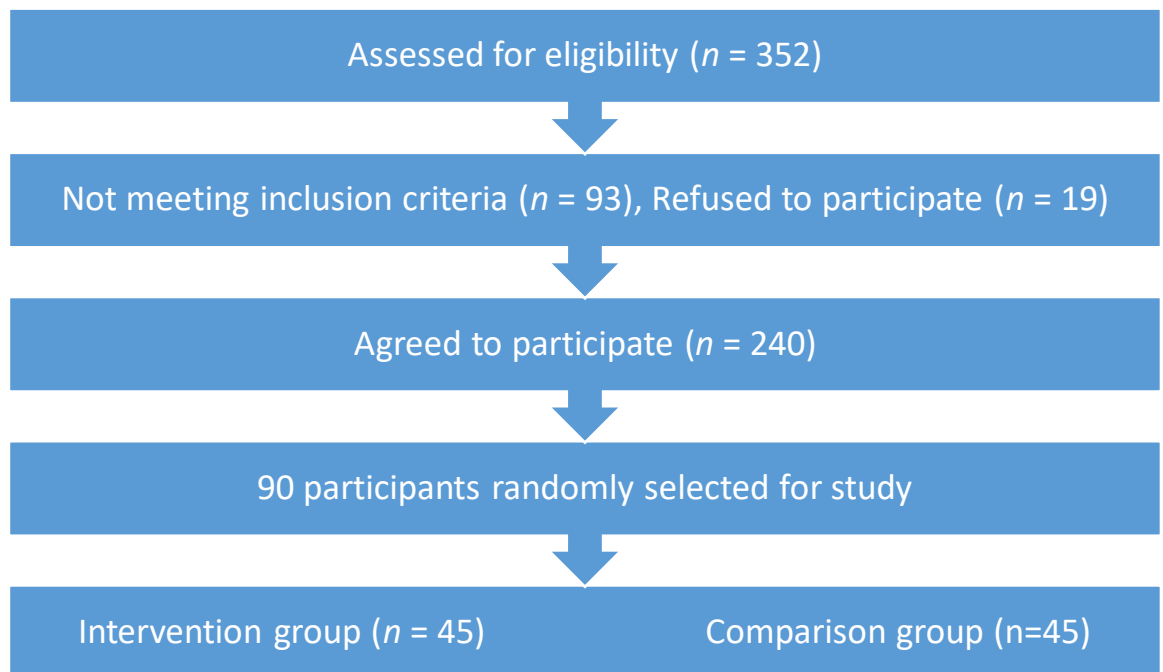 Assessed for eligibility (n = 352)
Not meeting inclusion criteria (n = 93), Refused to participate (n = 19)
Agreed to participate (n = 240)
90 participants randomly selected for study
Intervention group (n = 45) Comparison group (n=45)